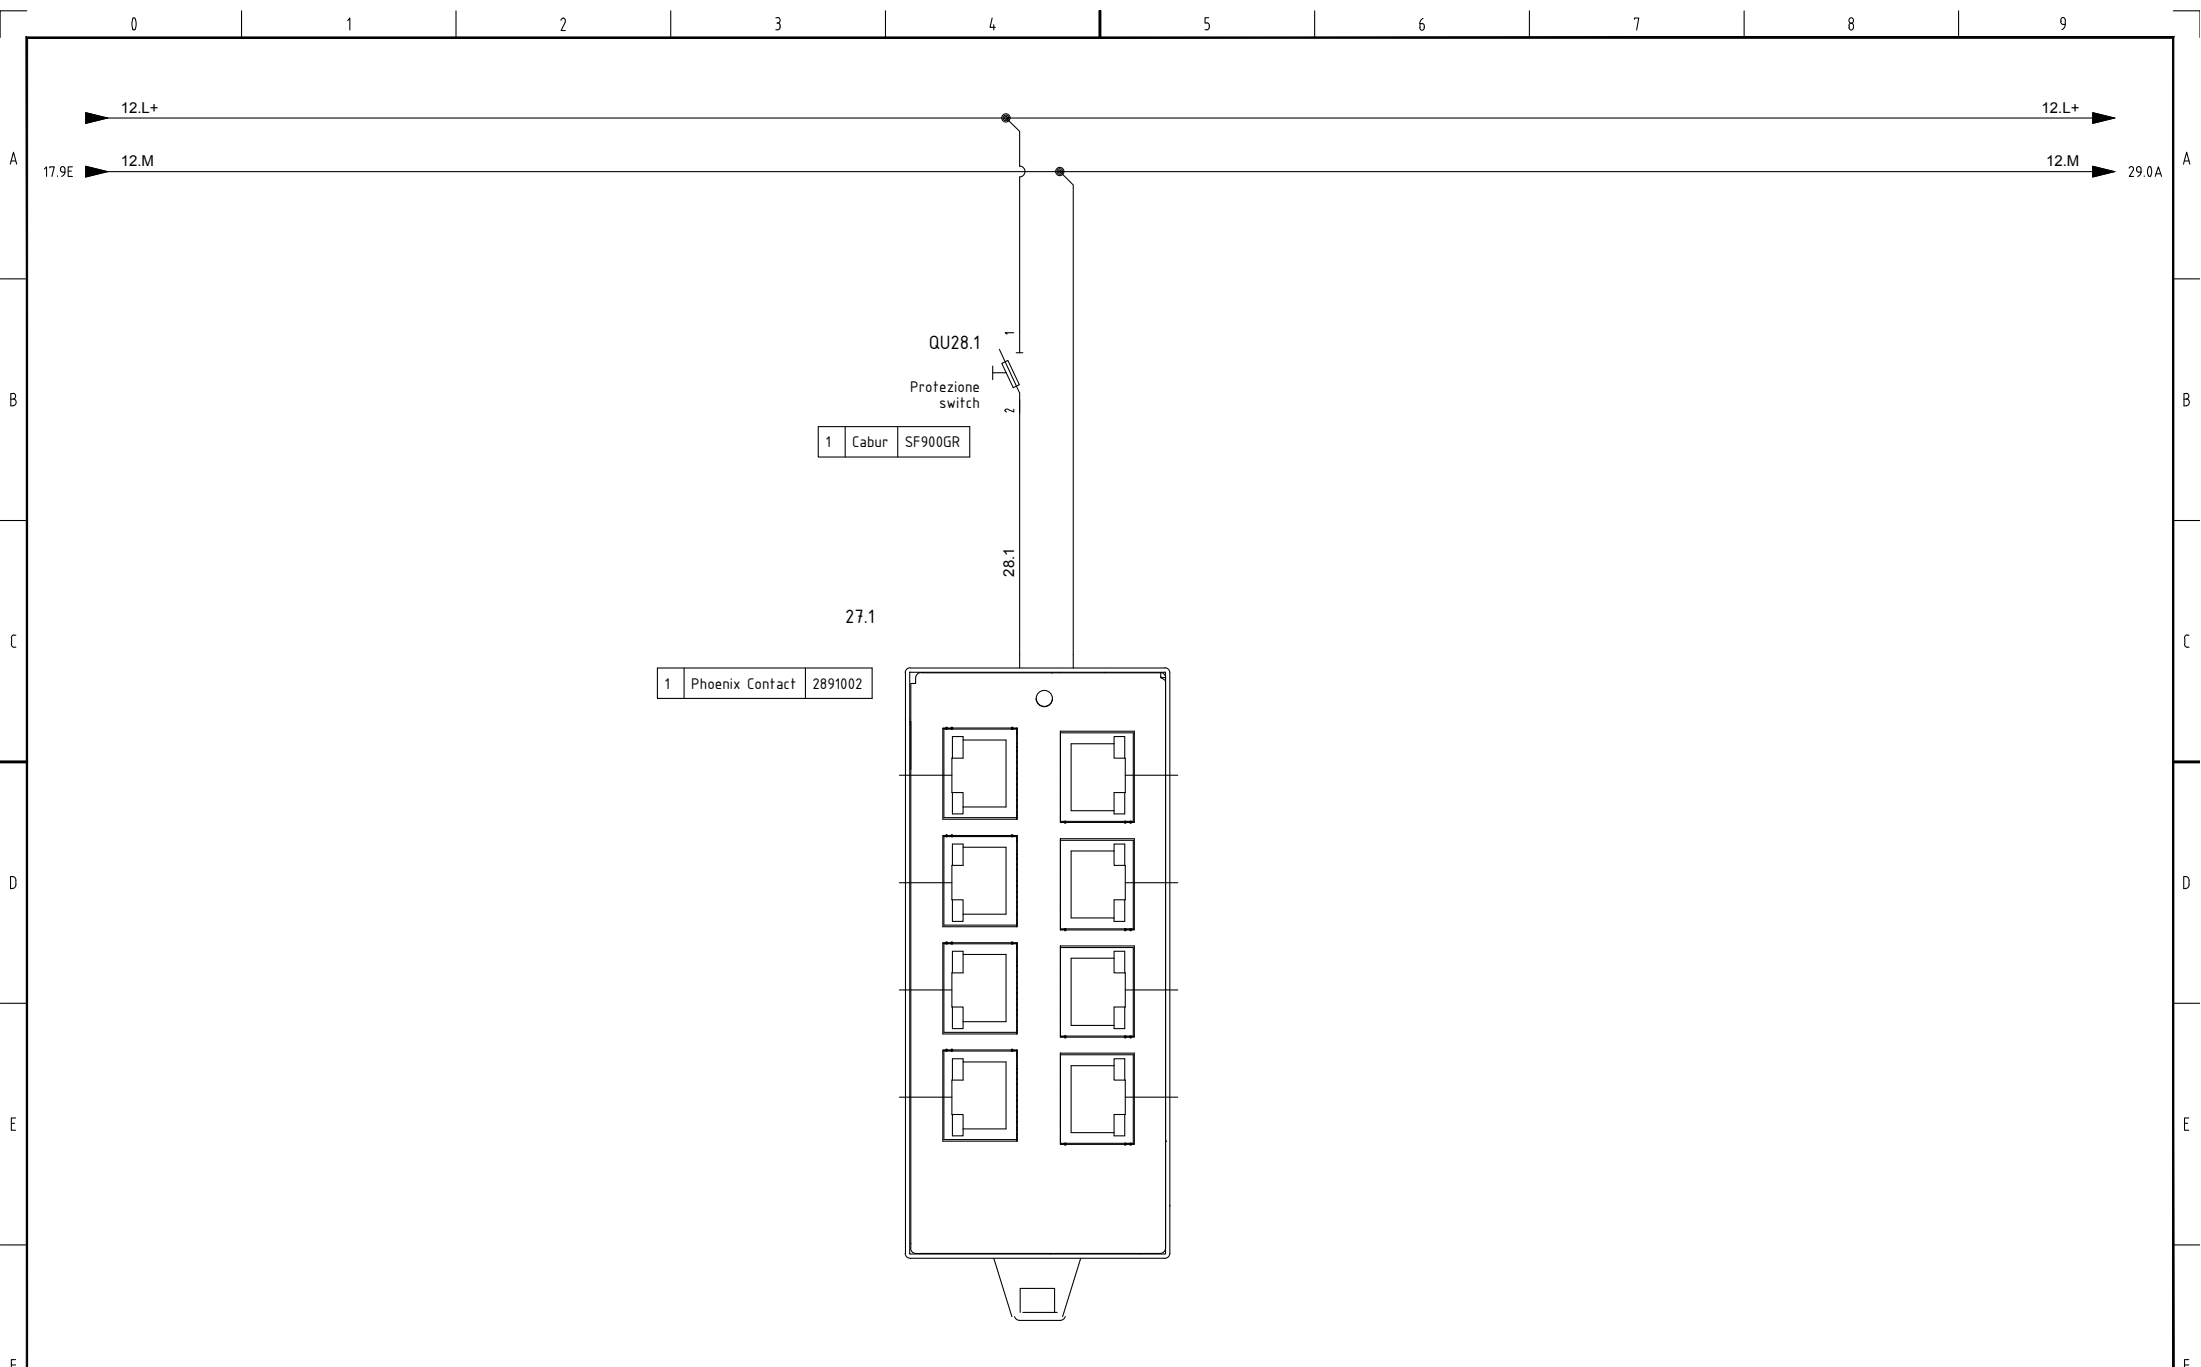 0 1 2 3 4 5 6 7 8 9
12.L+ 12.L+
A 12.M 12.M A
17.9E 29.0A
1
QU28.1
Protezione
switch
B 2 B
1 Cabur SF900GR
28.1
27.1
C C
1 Phoenix Contact 2891002
D D
E E